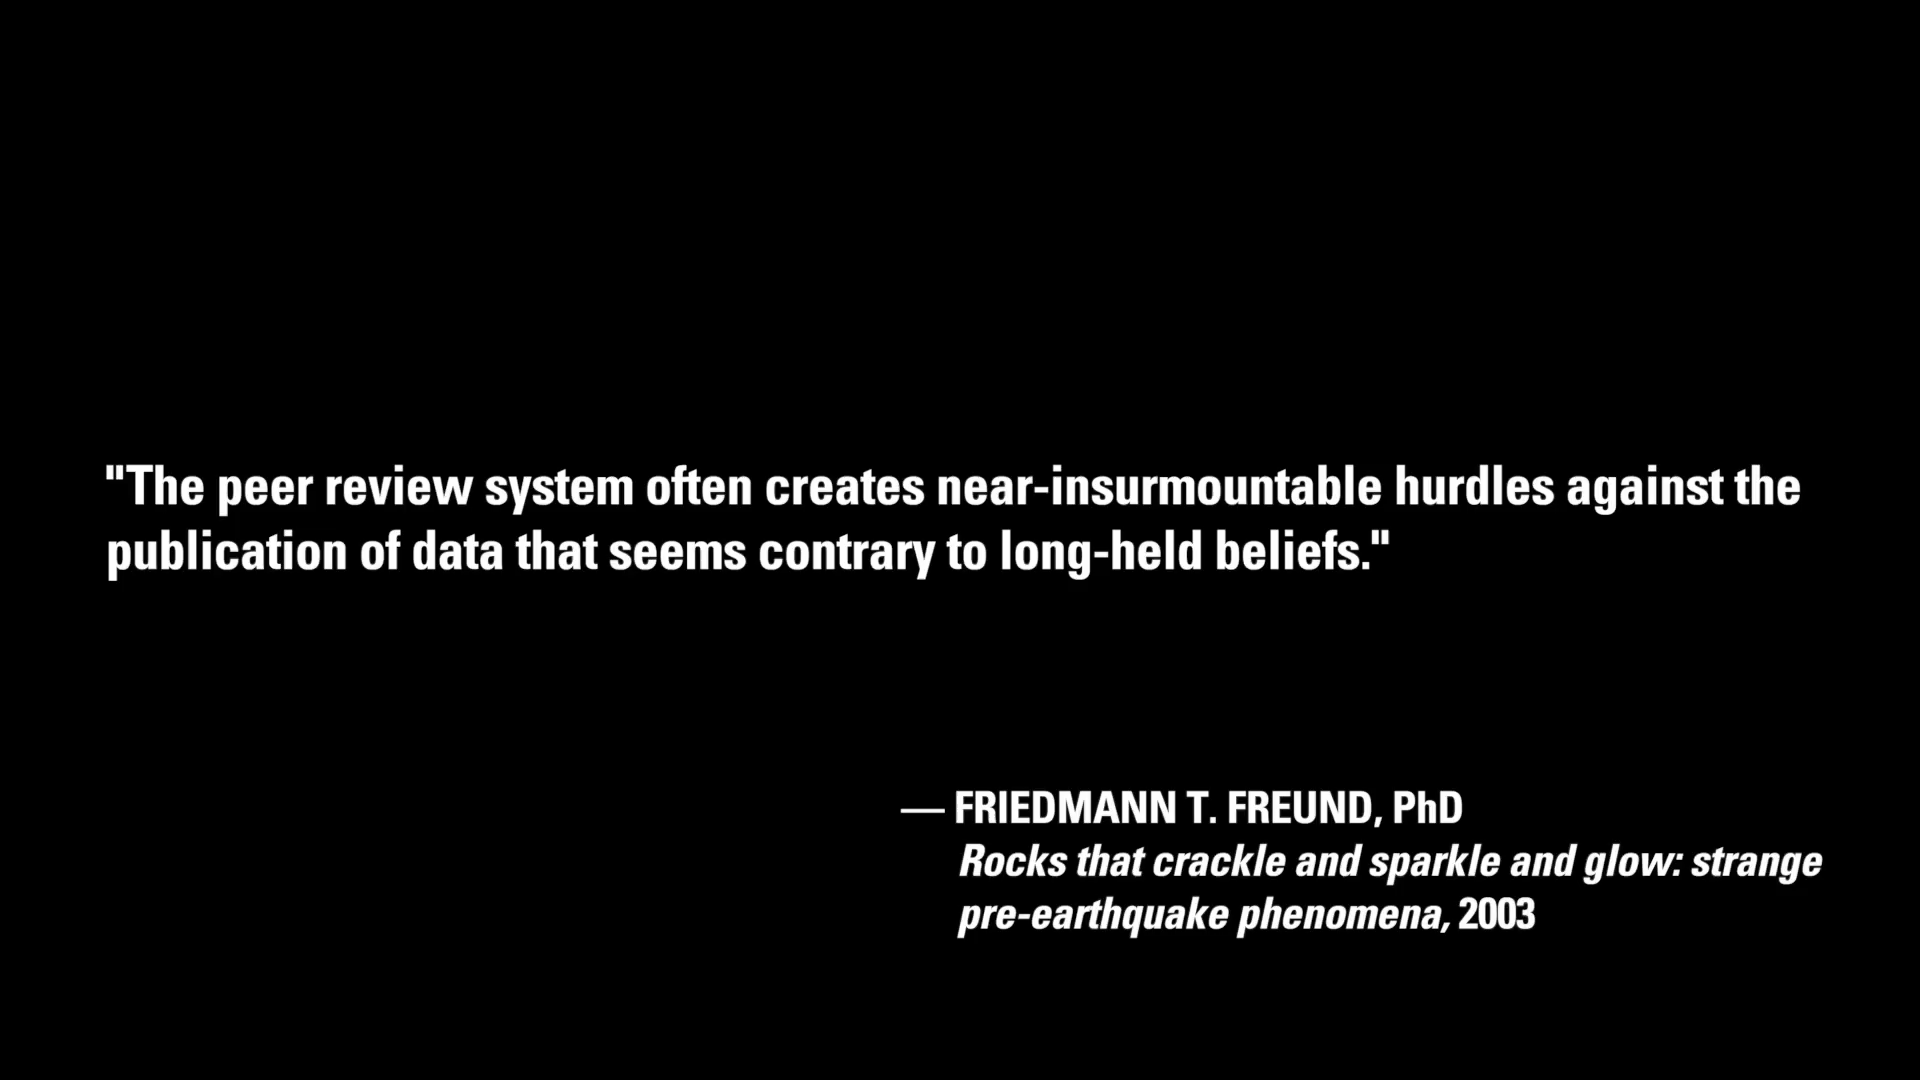 "The peer review system often creates near-insurmountable hurdles against the
publication of data that seems contrary to long-held beliefs."
— FRIEDMANN T. FREUND, PhD
Rocks that crackle and sparkle and glow: strange
pre-earthquake phenomena, 2003